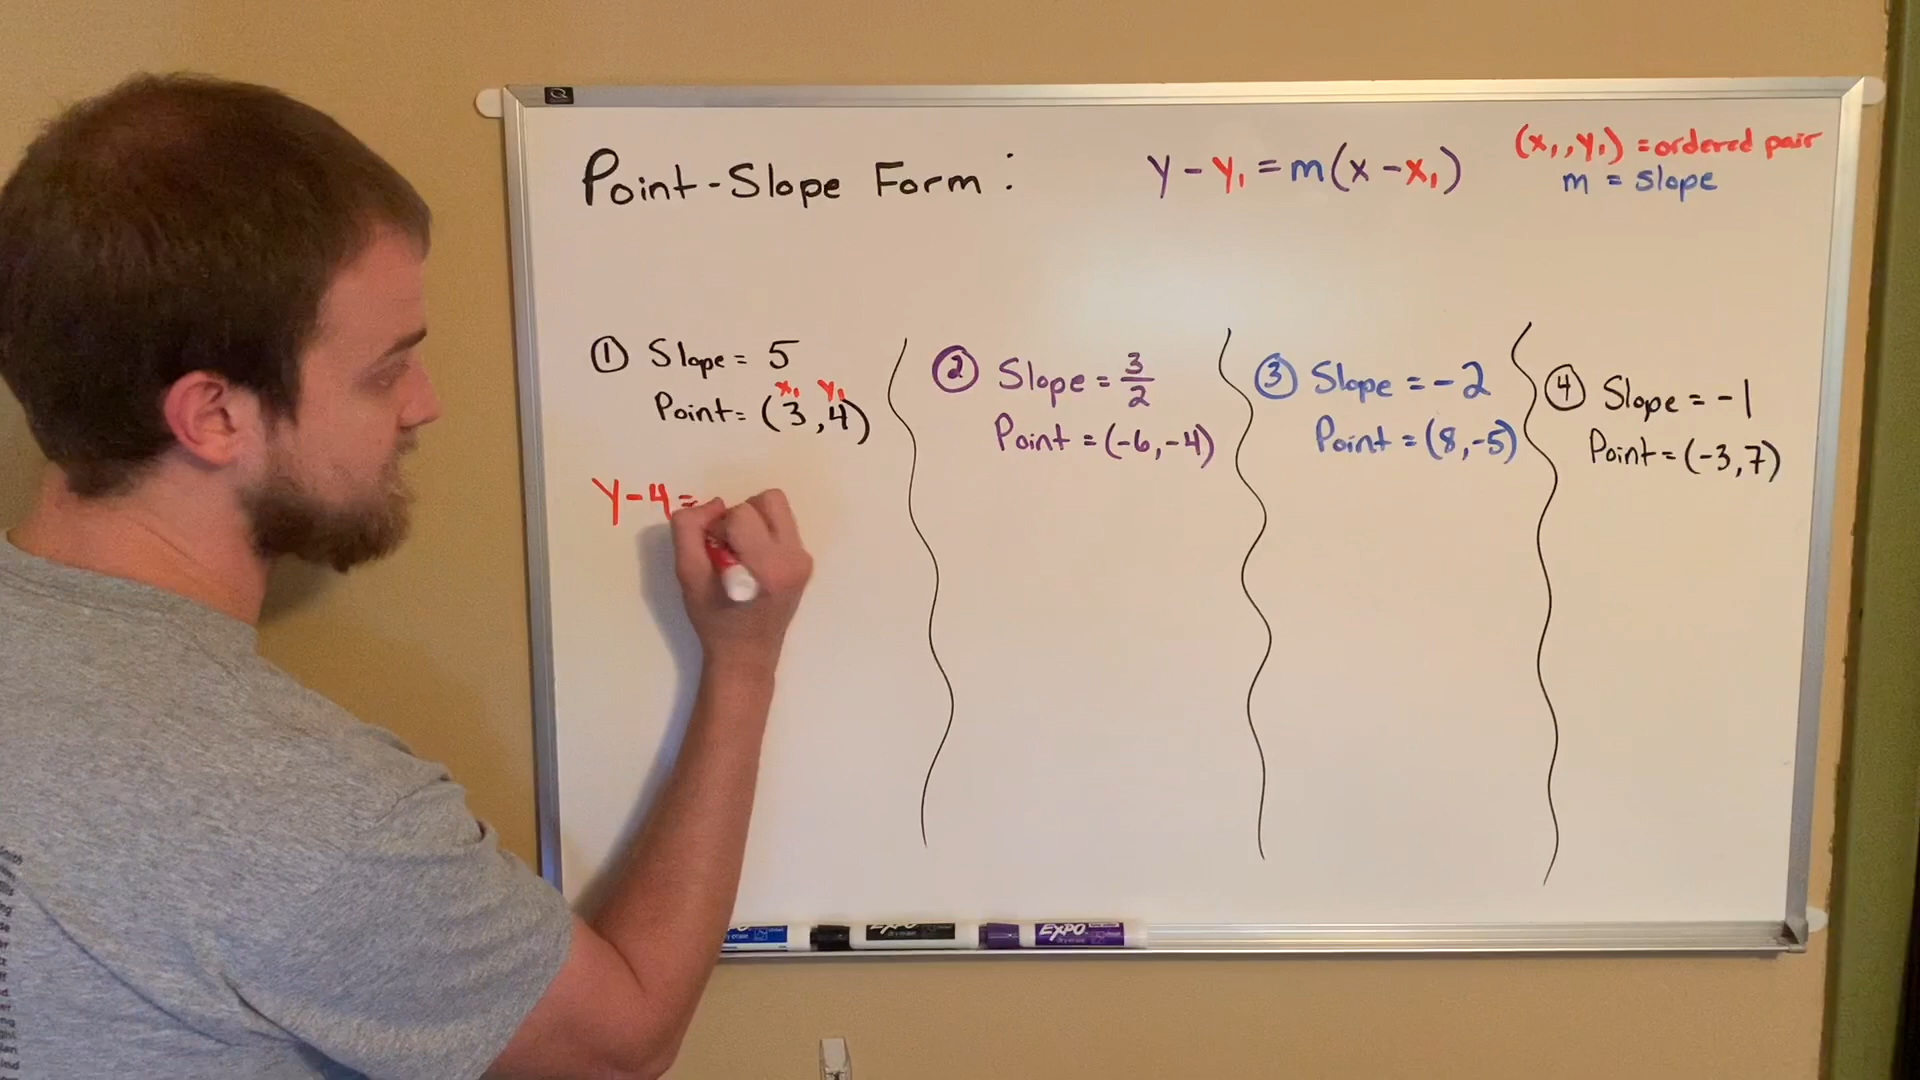 Point-Slope Form :
y - y₁ = m(x - x₁)
(x₁, y₁) = ordered pair
m = slope
① Slope = 5
x₁ y₁
Point = (3, 4)
y - 4 =
② Slope = 3/2
Point = (-6, -4)
③ Slope = -2
Point = (8, -5)
④ Slope = -1
Point = (-3, 7)
EXPO